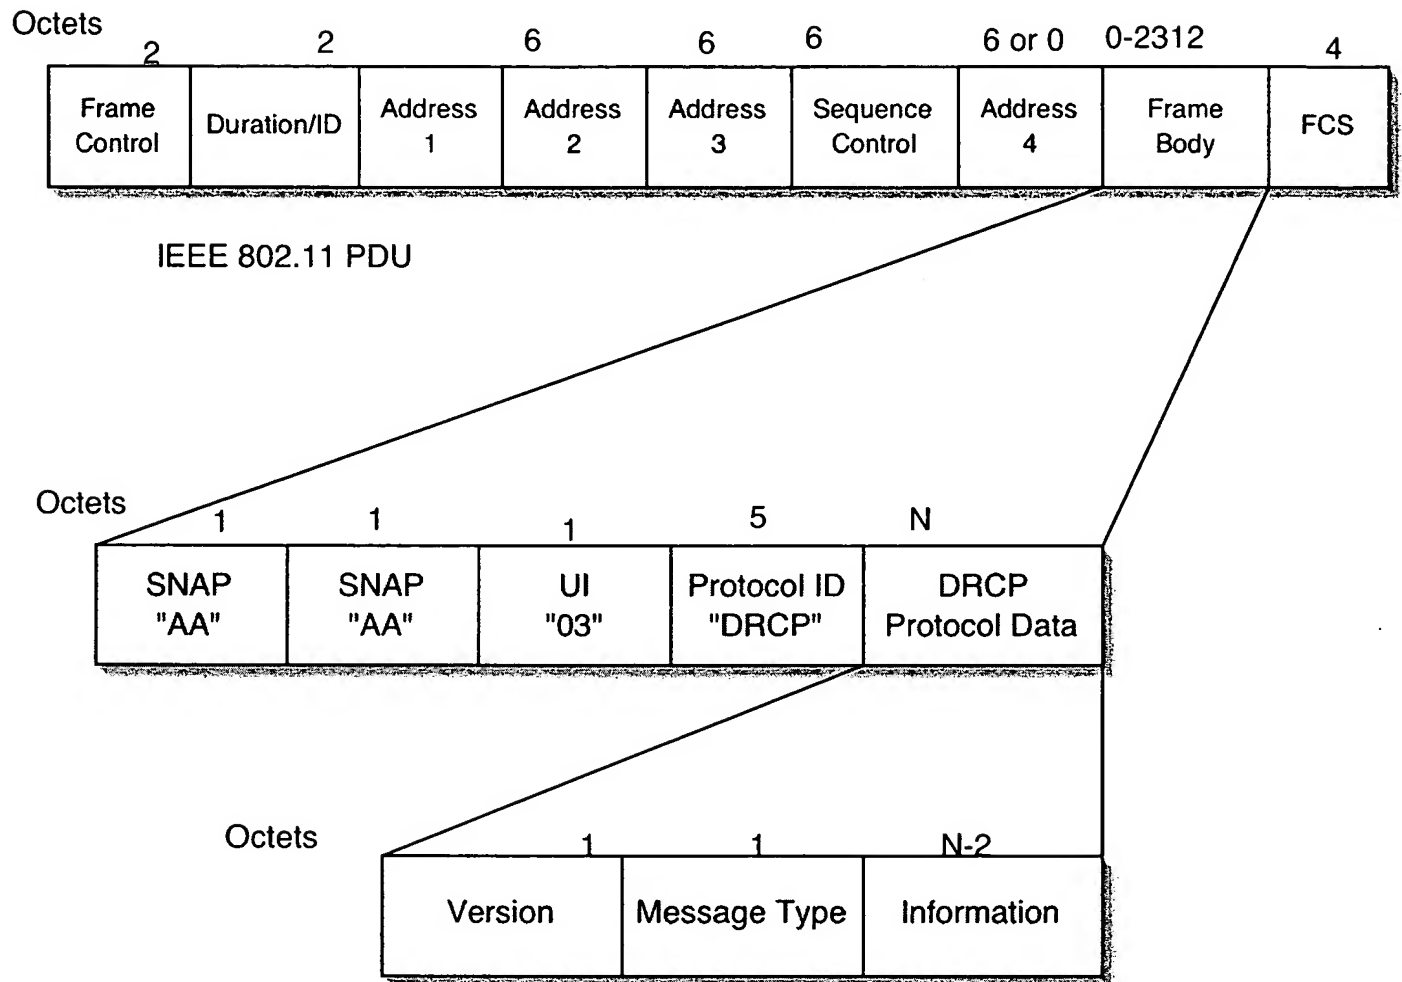 Octets
2 2 6 6 6 6 or 0 0-2312 4
Frame Control
Duration/ID
Address 1
Address 2
Address 3
Sequence Control
Address 4
Frame Body
FCS
IEEE 802.11 PDU
Octets
1 1 1 5 N
SNAP "AA"
SNAP "AA"
UI "03"
Protocol ID "DRCP"
DRCP Protocol Data
Octets
1 1 N-2
Version
Message Type
Information